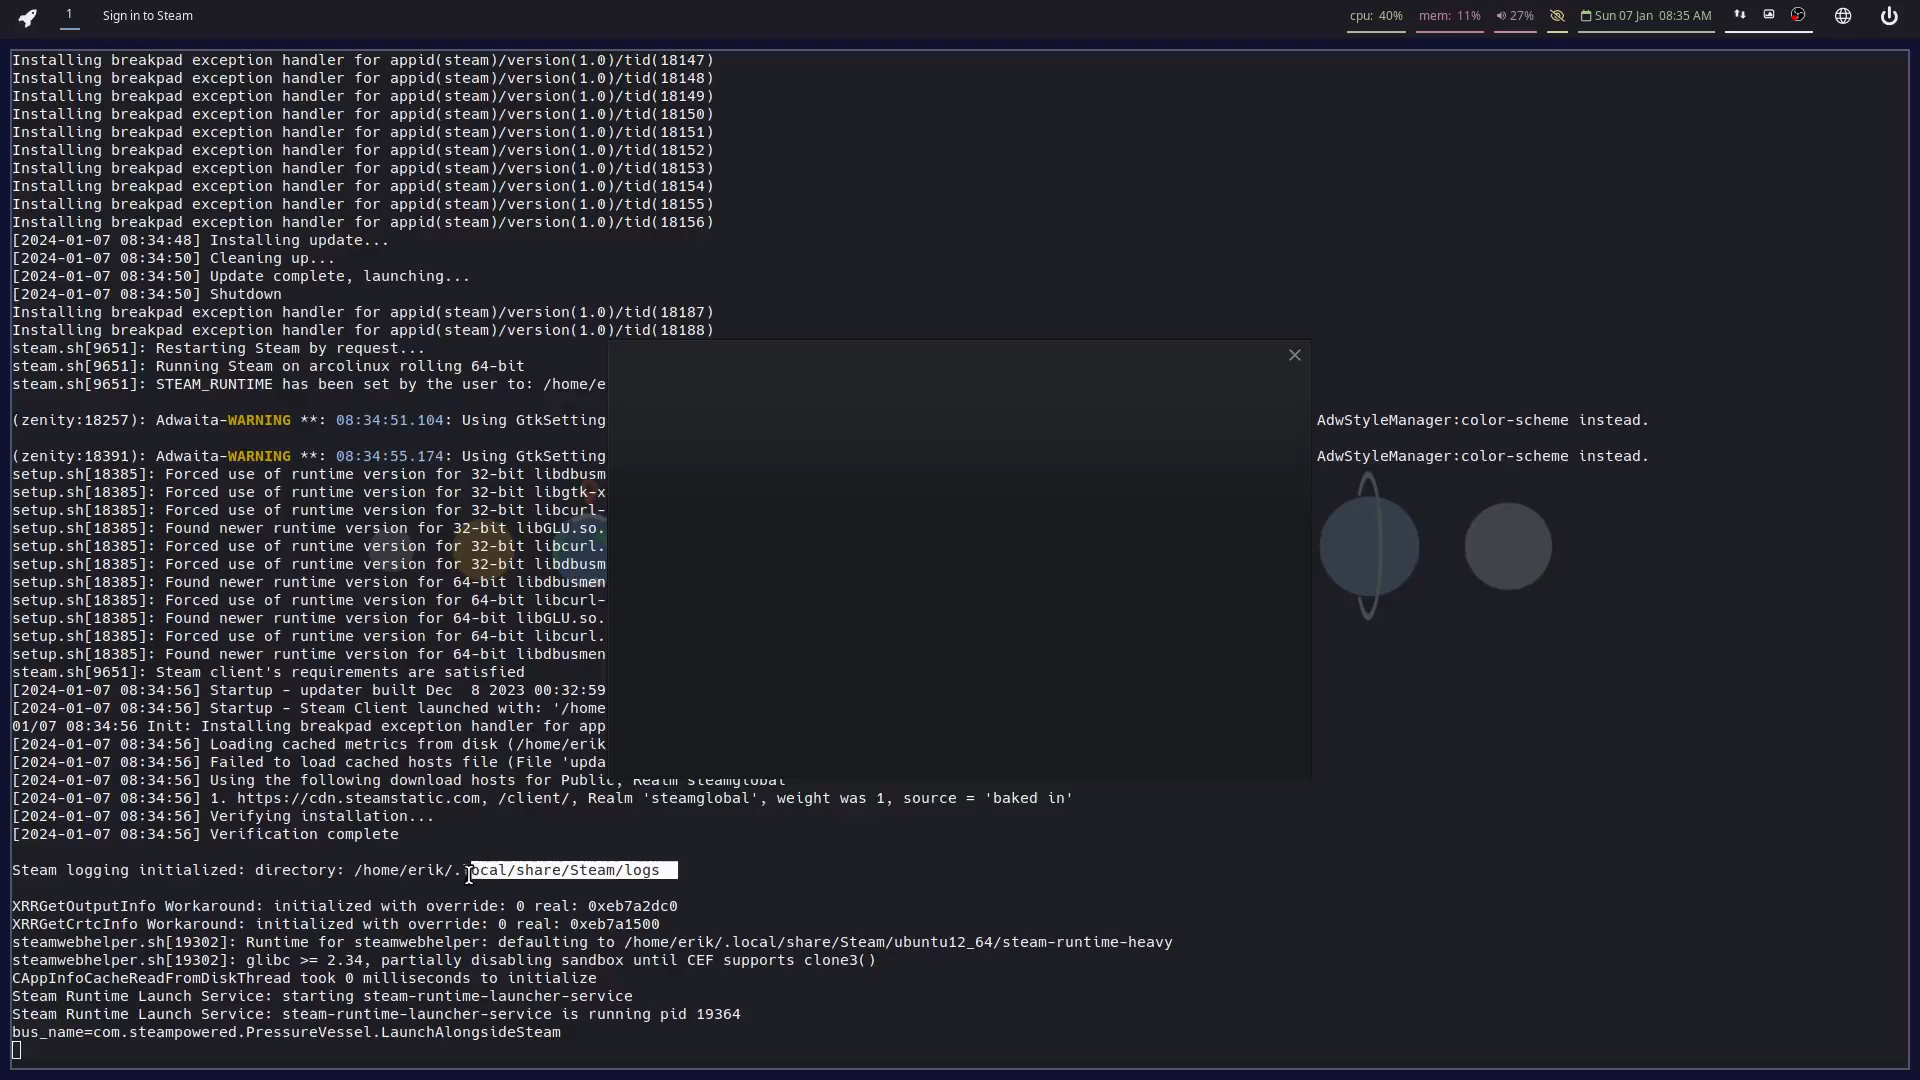 1
Sign in to Steam
cpu: 40%
mem: 11%
27%
Sun 07 Jan 08:35 AM
Installing breakpad exception handler for appid(steam)/version(1.0)/tid(18147)
Installing breakpad exception handler for appid(steam)/version(1.0)/tid(18148)
Installing breakpad exception handler for appid(steam)/version(1.0)/tid(18149)
Installing breakpad exception handler for appid(steam)/version(1.0)/tid(18150)
Installing breakpad exception handler for appid(steam)/version(1.0)/tid(18151)
Installing breakpad exception handler for appid(steam)/version(1.0)/tid(18152)
Installing breakpad exception handler for appid(steam)/version(1.0)/tid(18153)
Installing breakpad exception handler for appid(steam)/version(1.0)/tid(18154)
Installing breakpad exception handler for appid(steam)/version(1.0)/tid(18155)
Installing breakpad exception handler for appid(steam)/version(1.0)/tid(18156)
[2024-01-07 08:34:48] Installing update...
[2024-01-07 08:34:50] Cleaning up...
[2024-01-07 08:34:50] Update complete, launching...
[2024-01-07 08:34:50] Shutdown
Installing breakpad exception handler for appid(steam)/version(1.0)/tid(18187)
Installing breakpad exception handler for appid(steam)/version(1.0)/tid(18188)
steam.sh[9651]: Restarting Steam by request...
steam.sh[9651]: Running Steam on arcolinux rolling 64-bit
steam.sh[9651]: STEAM_RUNTIME has been set by the user to: /home/e
(zenity:18257): Adwaita-WARNING **: 08:34:51.104: Using GtkSetting AdwStyleManager:color-scheme instead.
(zenity:18391): Adwaita-WARNING **: 08:34:55.174: Using GtkSetting AdwStyleManager:color-scheme instead.
setup.sh[18385]: Forced use of runtime version for 32-bit libdbusm
setup.sh[18385]: Forced use of runtime version for 32-bit libgtk-x
setup.sh[18385]: Forced use of runtime version for 32-bit libcurl-
setup.sh[18385]: Found newer runtime version for 32-bit libGLU.so.
setup.sh[18385]: Forced use of runtime version for 32-bit libcurl.
setup.sh[18385]: Forced use of runtime version for 32-bit libdbusm
setup.sh[18385]: Found newer runtime version for 64-bit libdbusmen
setup.sh[18385]: Forced use of runtime version for 64-bit libcurl-
setup.sh[18385]: Found newer runtime version for 64-bit libGLU.so.
setup.sh[18385]: Forced use of runtime version for 64-bit libcurl.
setup.sh[18385]: Found newer runtime version for 64-bit libdbusmen
steam.sh[9651]: Steam client's requirements are satisfied
[2024-01-07 08:34:56] Startup - updater built Dec  8 2023 00:32:59
[2024-01-07 08:34:56] Startup - Steam Client launched with: '/home
01/07 08:34:56 Init: Installing breakpad exception handler for app
[2024-01-07 08:34:56] Loading cached metrics from disk (/home/erik
[2024-01-07 08:34:56] Failed to load cached hosts file (File 'upda
[2024-01-07 08:34:56] Using the following download hosts for Public, Realm steamglobal
[2024-01-07 08:34:56] 1. https://cdn.steamstatic.com, /client/, Realm 'steamglobal', weight was 1, source = 'baked in'
[2024-01-07 08:34:56] Verifying installation...
[2024-01-07 08:34:56] Verification complete
Steam logging initialized: directory: /home/erik/.local/share/Steam/logs
XRRGetOutputInfo Workaround: initialized with override: 0 real: 0xeb7a2dc0
XRRGetCrtcInfo Workaround: initialized with override: 0 real: 0xeb7a1500
steamwebhelper.sh[19302]: Runtime for steamwebhelper: defaulting to /home/erik/.local/share/Steam/ubuntu12_64/steam-runtime-heavy
steamwebhelper.sh[19302]: glibc >= 2.34, partially disabling sandbox until CEF supports clone3()
CAppInfoCacheReadFromDiskThread took 0 milliseconds to initialize
Steam Runtime Launch Service: starting steam-runtime-launcher-service
Steam Runtime Launch Service: steam-runtime-launcher-service is running pid 19364
bus_name=com.steampowered.PressureVessel.LaunchAlongsideSteam